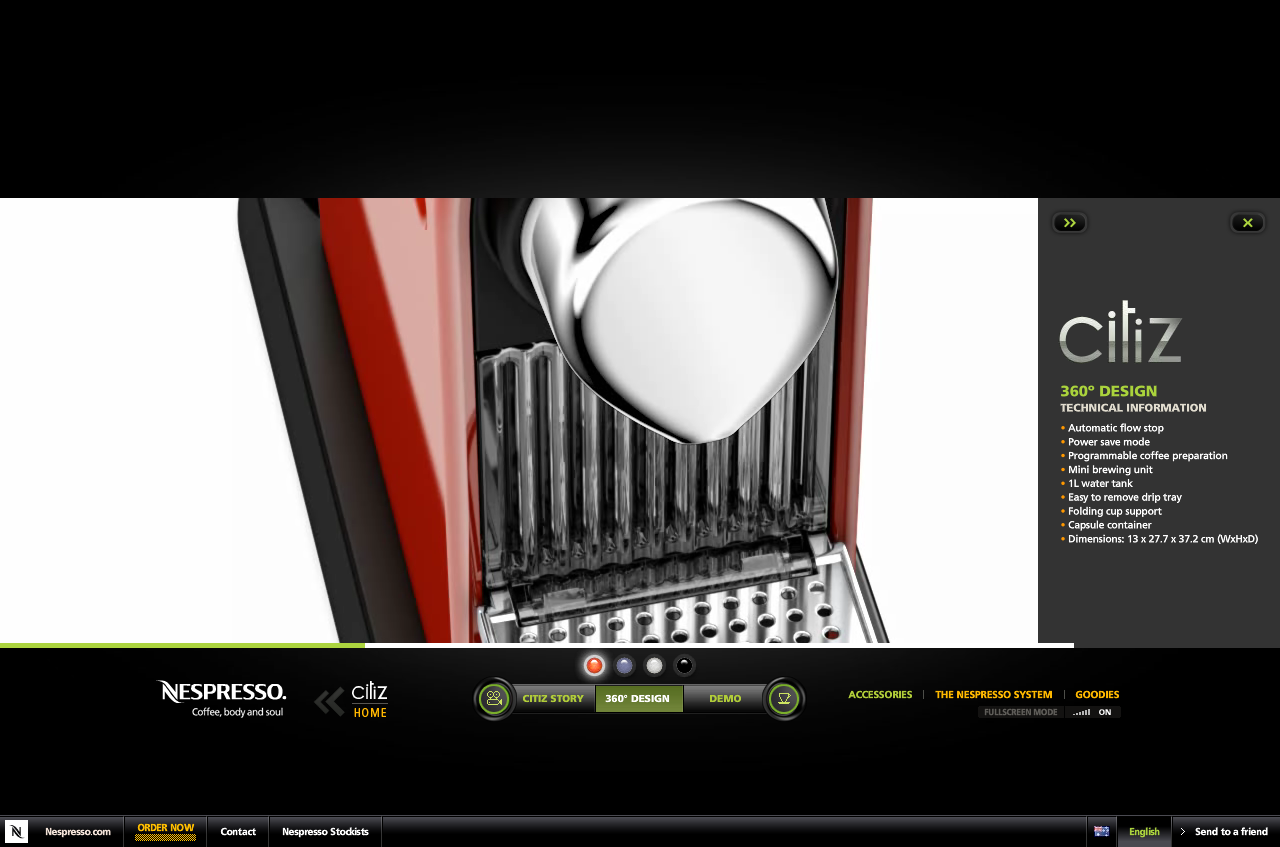 citiz
360° DESIGN
TECHNICAL INFORMATION
• Automatic flow stop
• Power save mode
• Programmable coffee preparation
• Mini brewing unit
• 1L water tank
• Easy to remove drip tray
• Folding cup support
• Capsule container
• Dimensions: 13 x 27.7 x 37.2 cm (WxHxD)
NESPRESSO.
Coffee, body and soul
citiz
HOME
CITIZ STORY
360° DESIGN
DEMO
ACCESSORIES
THE NESPRESSO SYSTEM
GOODIES
FULLSCREEN MODE
ON
N
Nespresso.com
ORDER NOW
Contact
Nespresso Stockists
English
Send to a friend